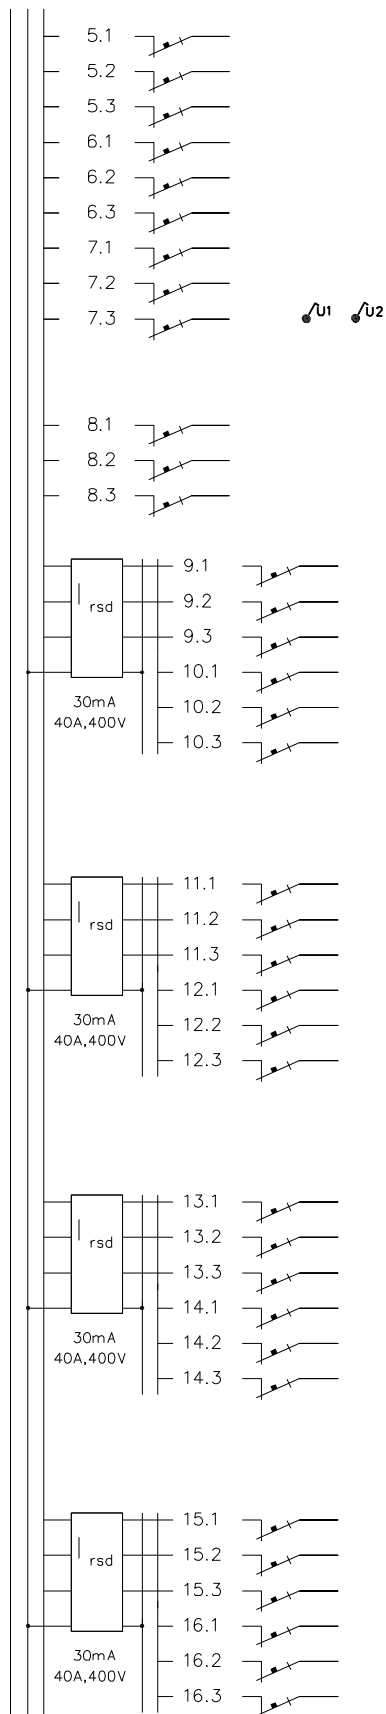 5.1
5.2
5.3
6.1
6.2
6.3
7.1
7.2
7.3
U1 U2
8.1
8.2
8.3
9.1
I rsd 9.2
9.3
10.1
30mA 10.2
40A,400V
10.3
11.1
I rsd 11.2
11.3
12.1
30mA 12.2
40A,400V
12.3
13.1
I rsd 13.2
13.3
14.1
30mA 14.2
40A,400V
14.3
15.1
I rsd 15.2
15.3
16.1
30mA 16.2
40A,400V
16.3